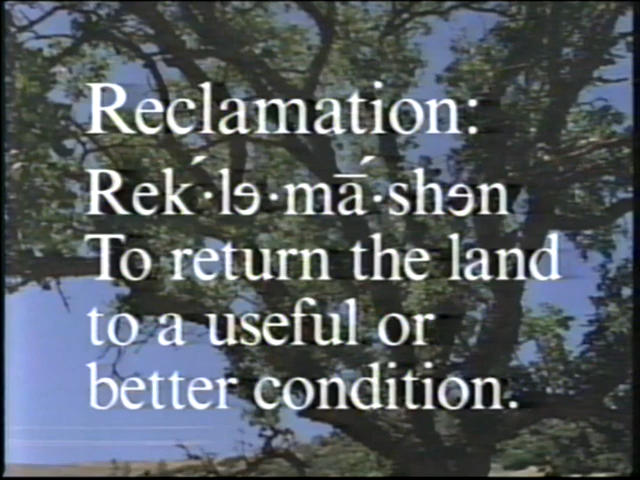 Reclamation:
Rek´·lə·mā´·shən
To return the land
to a useful or
better condition.